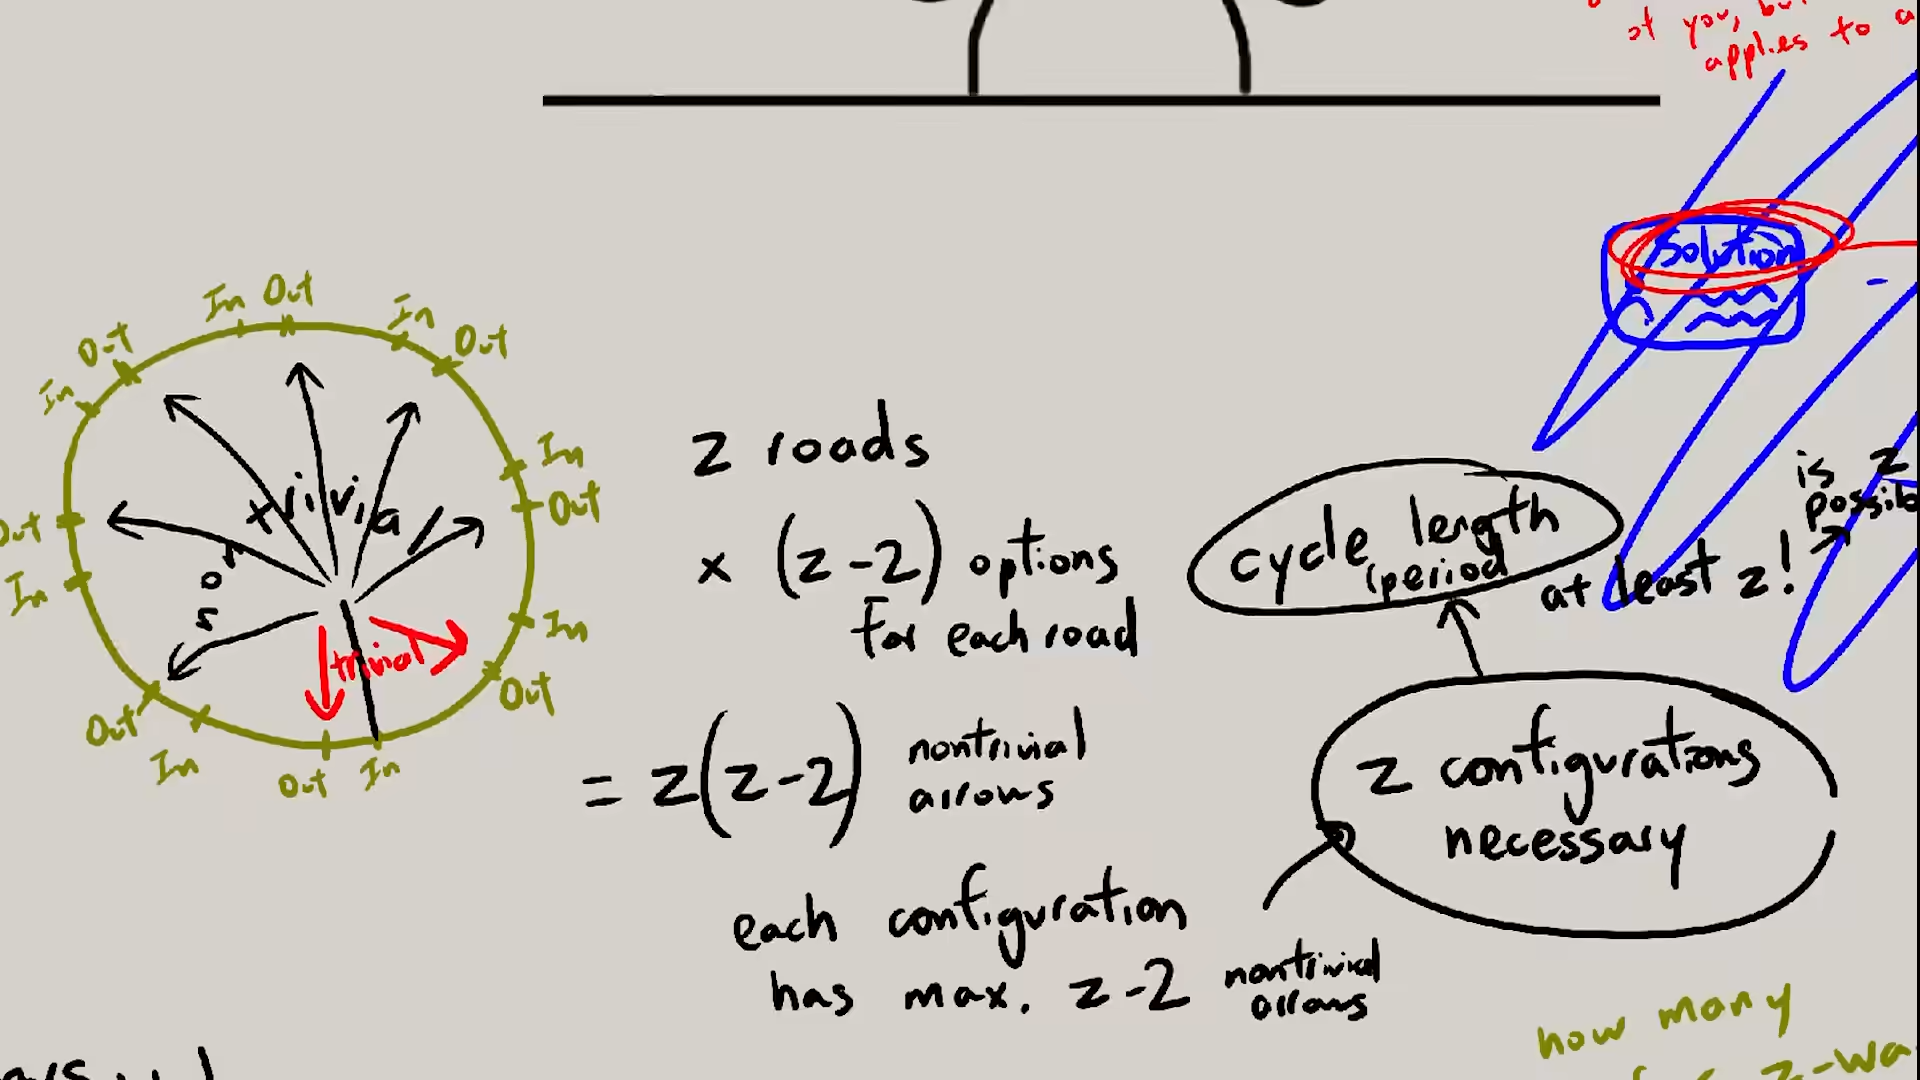 of you, bu
applies to a
solution
In Out
In
Out
Out
In
In
Out
Out
In
In
Out
Out
In
Out
In
trivial
non
trivial
z roads
x (z-2) options
for each road
= z(z-2) nontrivial
arrows
each configuration
has max. z-2 nontrivial
arrows
cycle length
(period
at least z!
is z
possib
z configurations
necessary
how many
z-wa